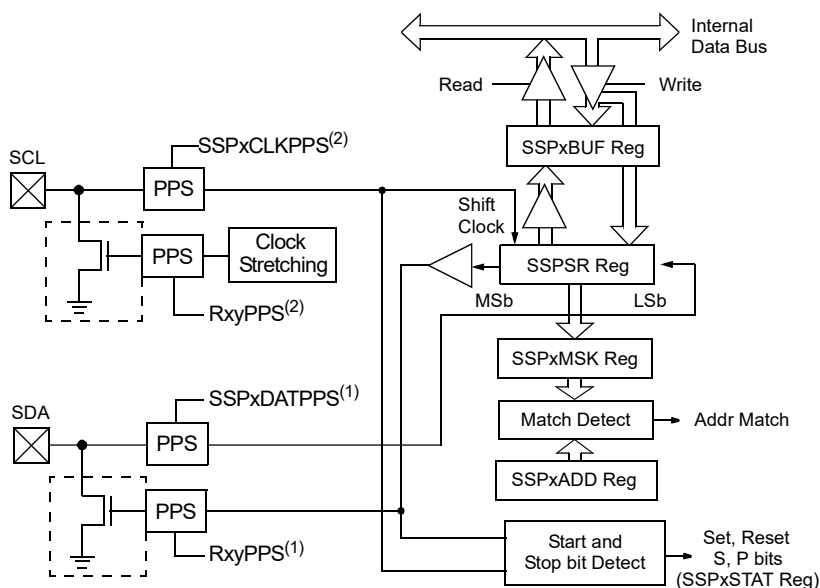 Internal
Data Bus
Read
Write
SSPxBUF Reg
SSPxCLKPPS(2)
SCL
PPS
Shift
Clock
PPS
Clock
Stretching
SSPSR Reg
MSb
LSb
RxyPPS(2)
SSPxMSK Reg
SSPxDATPPS(1)
SDA
PPS
Match Detect
Addr Match
SSPxADD Reg
PPS
Start and
Stop bit Detect
Set, Reset
S, P bits
(SSPxSTAT Reg)
RxyPPS(1)